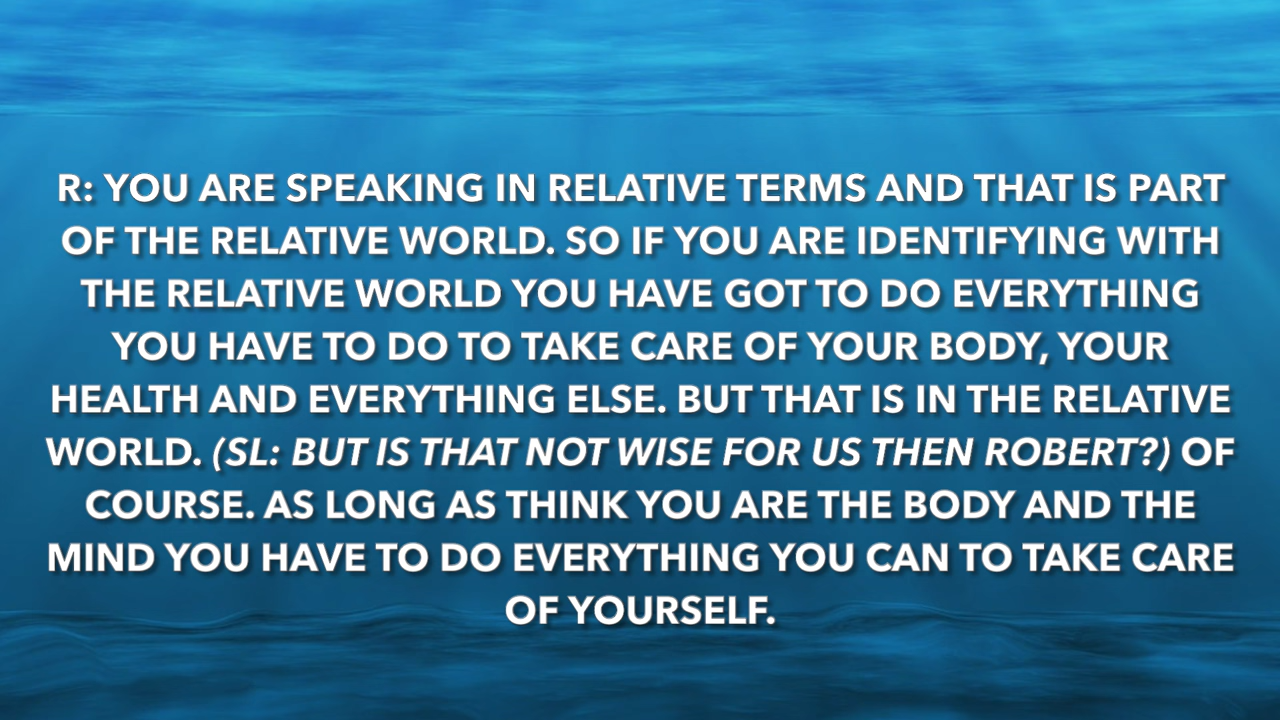 R: YOU ARE SPEAKING IN RELATIVE TERMS AND THAT IS PART
OF THE RELATIVE WORLD. SO IF YOU ARE IDENTIFYING WITH
THE RELATIVE WORLD YOU HAVE GOT TO DO EVERYTHING
YOU HAVE TO DO TO TAKE CARE OF YOUR BODY, YOUR
HEALTH AND EVERYTHING ELSE. BUT THAT IS IN THE RELATIVE
WORLD. (SL: BUT IS THAT NOT WISE FOR US THEN ROBERT?) OF
COURSE. AS LONG AS THINK YOU ARE THE BODY AND THE
MIND YOU HAVE TO DO EVERYTHING YOU CAN TO TAKE CARE
OF YOURSELF.